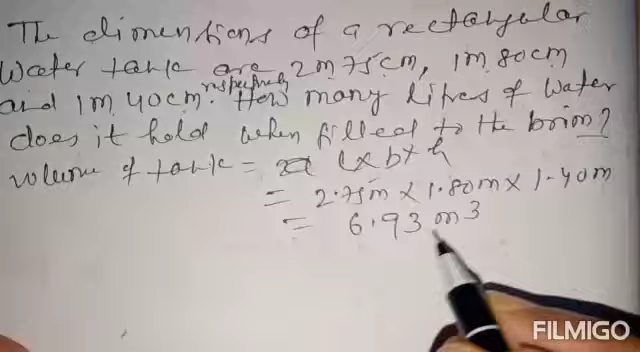 The dimensions of a rectangular
Water tank are 2m75cm, 1m 80cm
and 1m 40cm. respectively How many litres of water
does it hold when filled to the brim?
volume of tank = l×b×h
= 2.75m × 1.80m × 1.40m
= 6.93 m³
FILMIGO